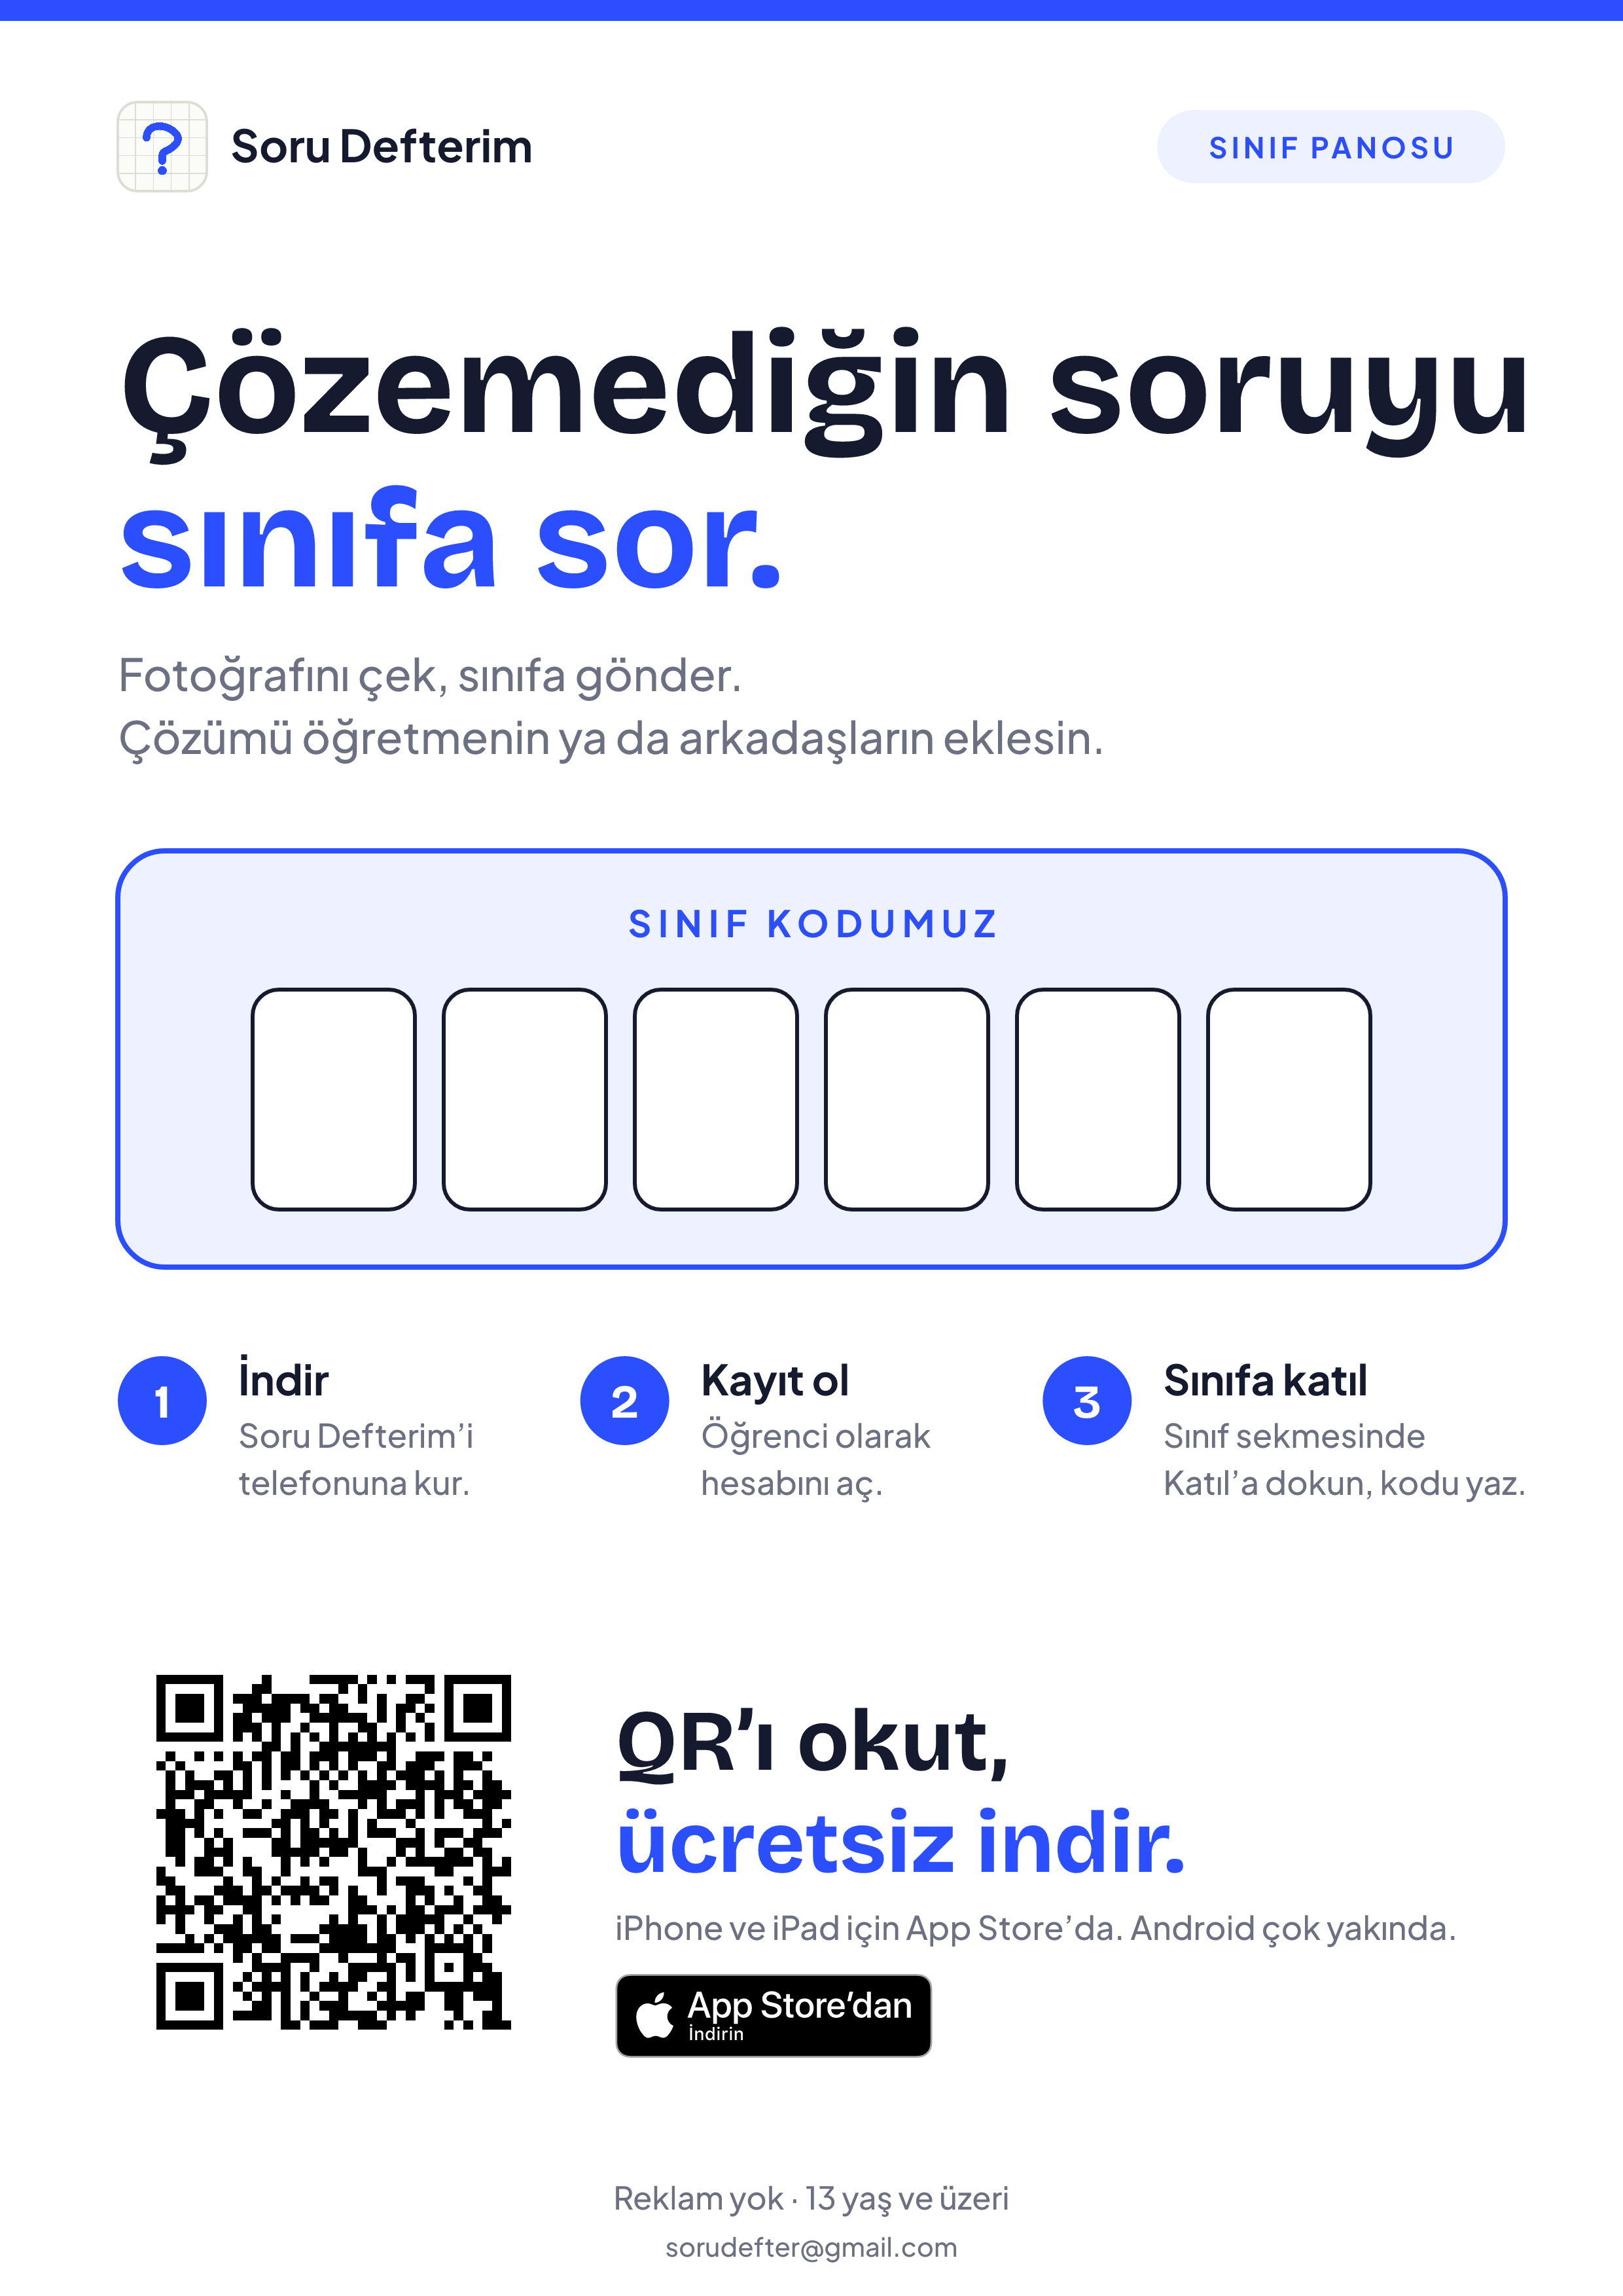 ?
Soru Defterim
SINIF PANOSU
Çözemediğin soruyu
sınıfa sor.
Fotoğrafını çek, sınıfa gönder.
Çözümü öğretmenin ya da arkadaşların eklesin.
SINIF KODUMUZ
1
İndir
Soru Defterim’i
telefonuna kur.
2
Kayıt ol
Öğrenci olarak
hesabını aç.
3
Sınıfa katıl
Sınıf sekmesinde
Katıl’a dokun, kodu yaz.
QR’ı okut,
ücretsiz indir.
iPhone ve iPad için App Store’da. Android çok yakında.
App Store’dan
İndirin
Reklam yok · 13 yaş ve üzeri
sorudefter@gmail.com